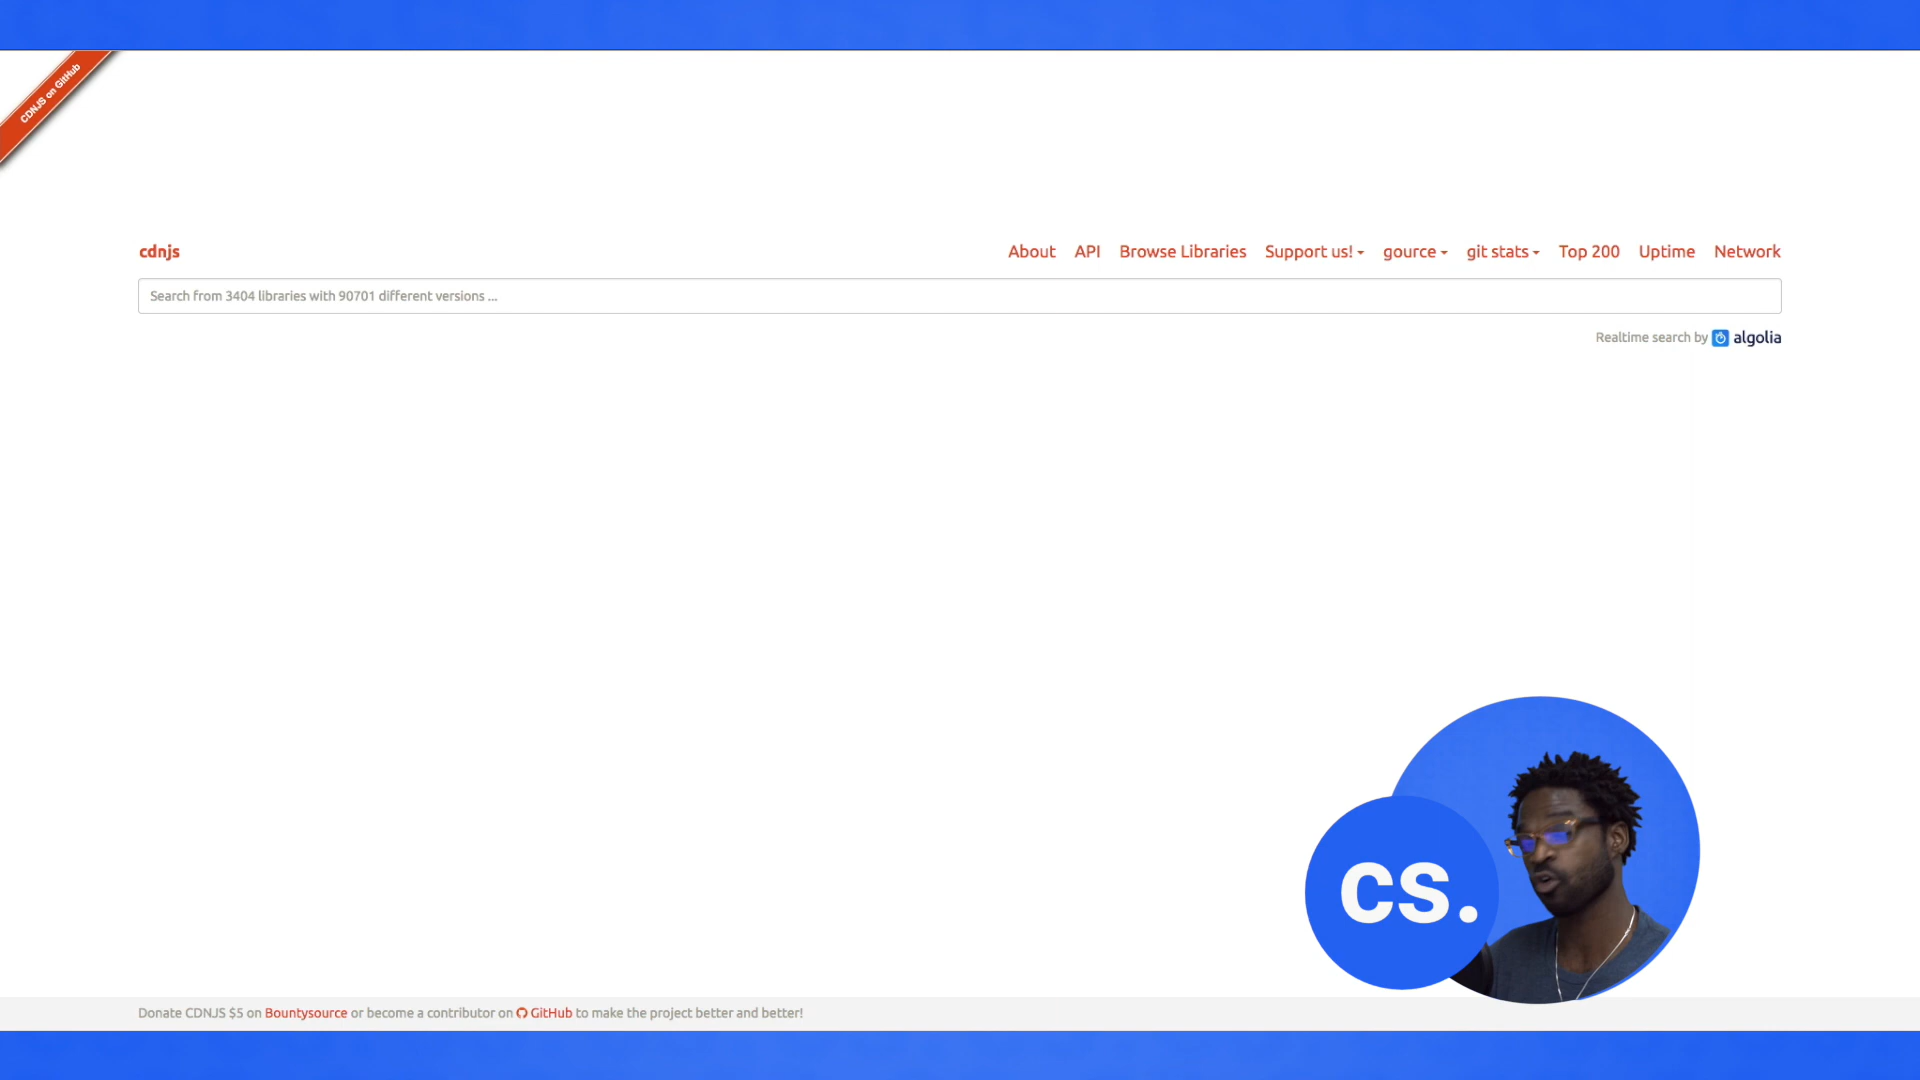 CDNJS on GitHub
cdnjs
About API Browse Libraries Support us! gource git stats Top 200 Uptime Network
Search from 3404 libraries with 90701 different versions ...
Realtime search by algolia
cs.
Donate CDNJS $5 on Bountysource or become a contributor on GitHub to make the project better and better!